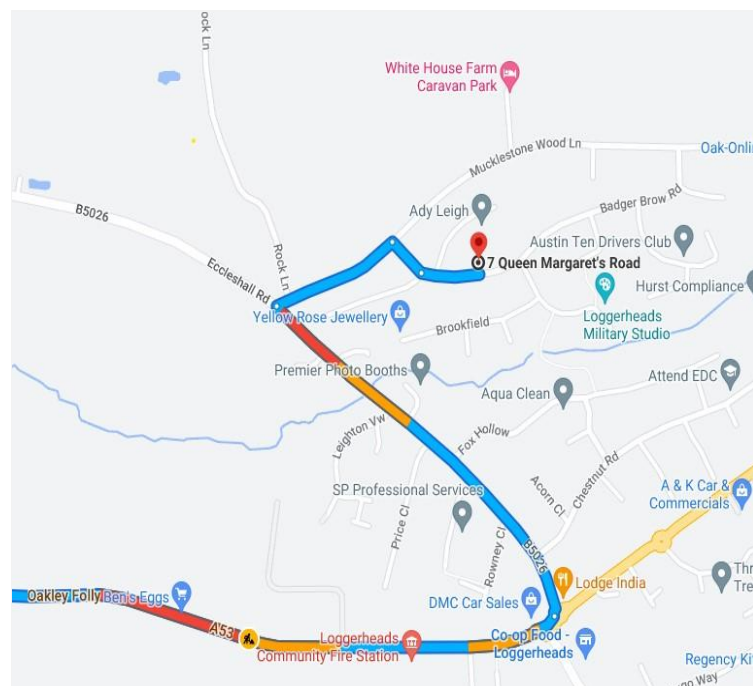 ock Ln
White House Farm
Caravan Park
Mucklestone Wood Ln
Oak-Onlin
B5026
Ady Leigh
Badger Brow Rd
Eccleshall Rd
Rock Ln
Austin Ten Drivers Club
7 Queen Margaret's Road
Hurst Compliance
Yellow Rose Jewellery
Loggerheads
Military Studio
Brookfield
Premier Photo Booths
Attend EDC
Aqua Clean
Leighton Vw
Fox Hollow
Chestnut Rd
Acorn Cl
A & K Car &
Commercials
SP Professional Services
Price Cl
Rowney Cl
B5026
Lodge India
Thr
Tre
Oakley Folly
Ben's Eggs
DMC Car Sales
A53
Loggerheads
Community Fire Station
Co-op Food -
Loggerheads
Regency Ki
go Way